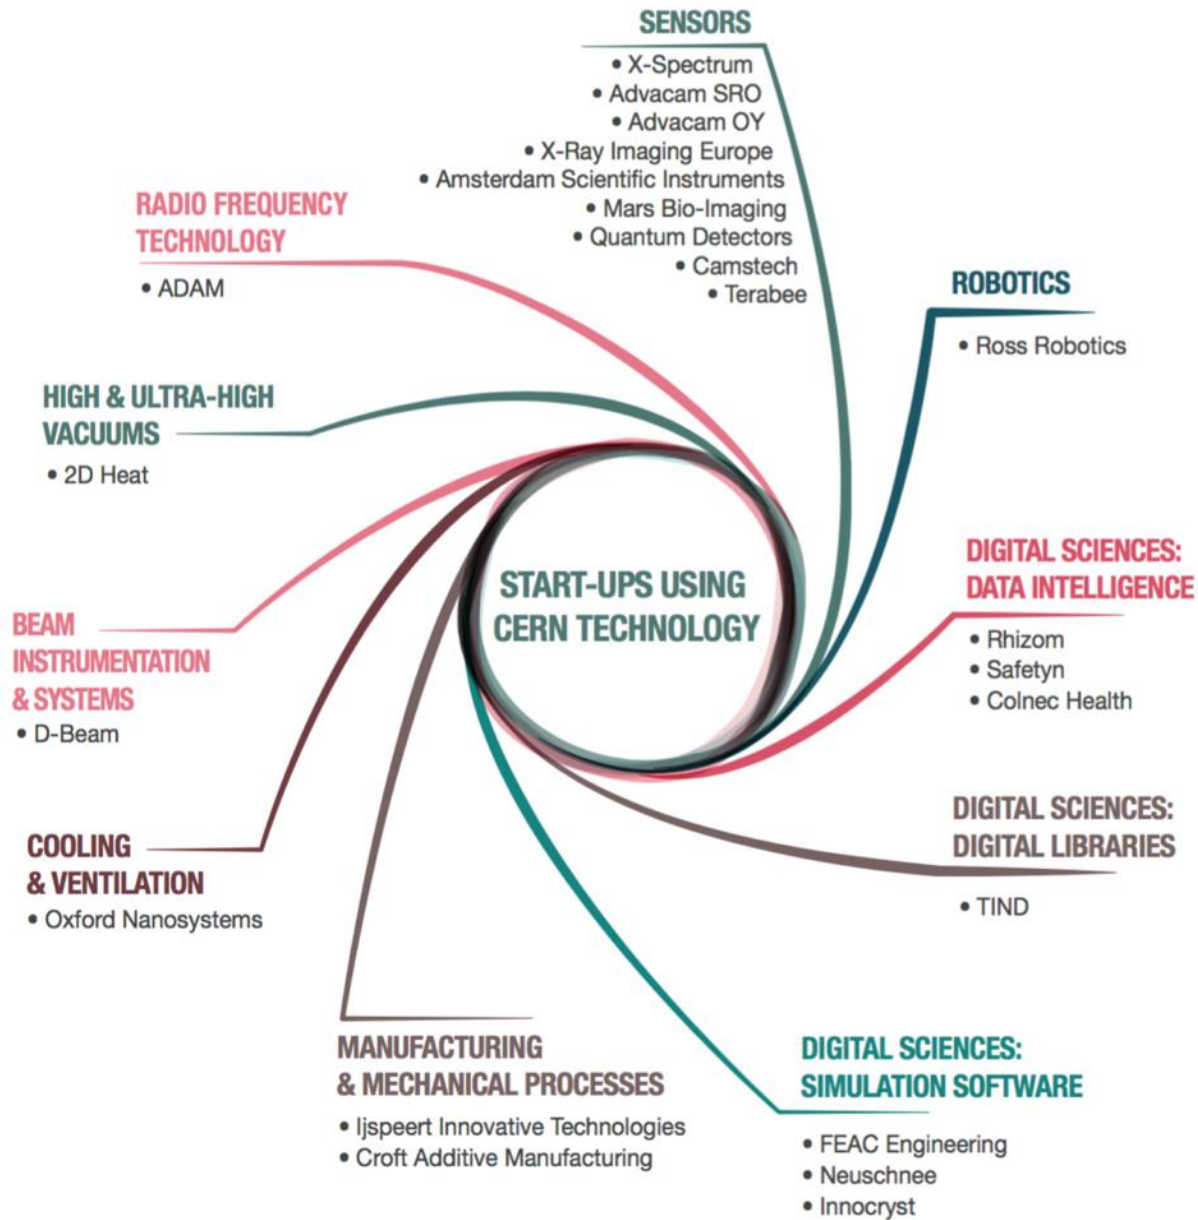 SENSORS
• X-Spectrum
• Advacam SRO
• Advacam OY
• X-Ray Imaging Europe
• Amsterdam Scientific Instruments
• Mars Bio-Imaging
• Quantum Detectors
• Camstech
• Terabee
RADIO FREQUENCY
TECHNOLOGY
• ADAM
ROBOTICS
• Ross Robotics
HIGH & ULTRA-HIGH
VACUUMS
• 2D Heat
START-UPS USING
CERN TECHNOLOGY
DIGITAL SCIENCES:
DATA INTELLIGENCE
• Rhizom
• Safetyn
• Colnec Health
BEAM
INSTRUMENTATION
& SYSTEMS
• D-Beam
DIGITAL SCIENCES:
DIGITAL LIBRARIES
• TIND
COOLING
& VENTILATION
• Oxford Nanosystems
MANUFACTURING
& MECHANICAL PROCESSES
• Ijspeert Innovative Technologies
• Croft Additive Manufacturing
DIGITAL SCIENCES:
SIMULATION SOFTWARE
• FEAC Engineering
• Neuschnee
• Innocryst